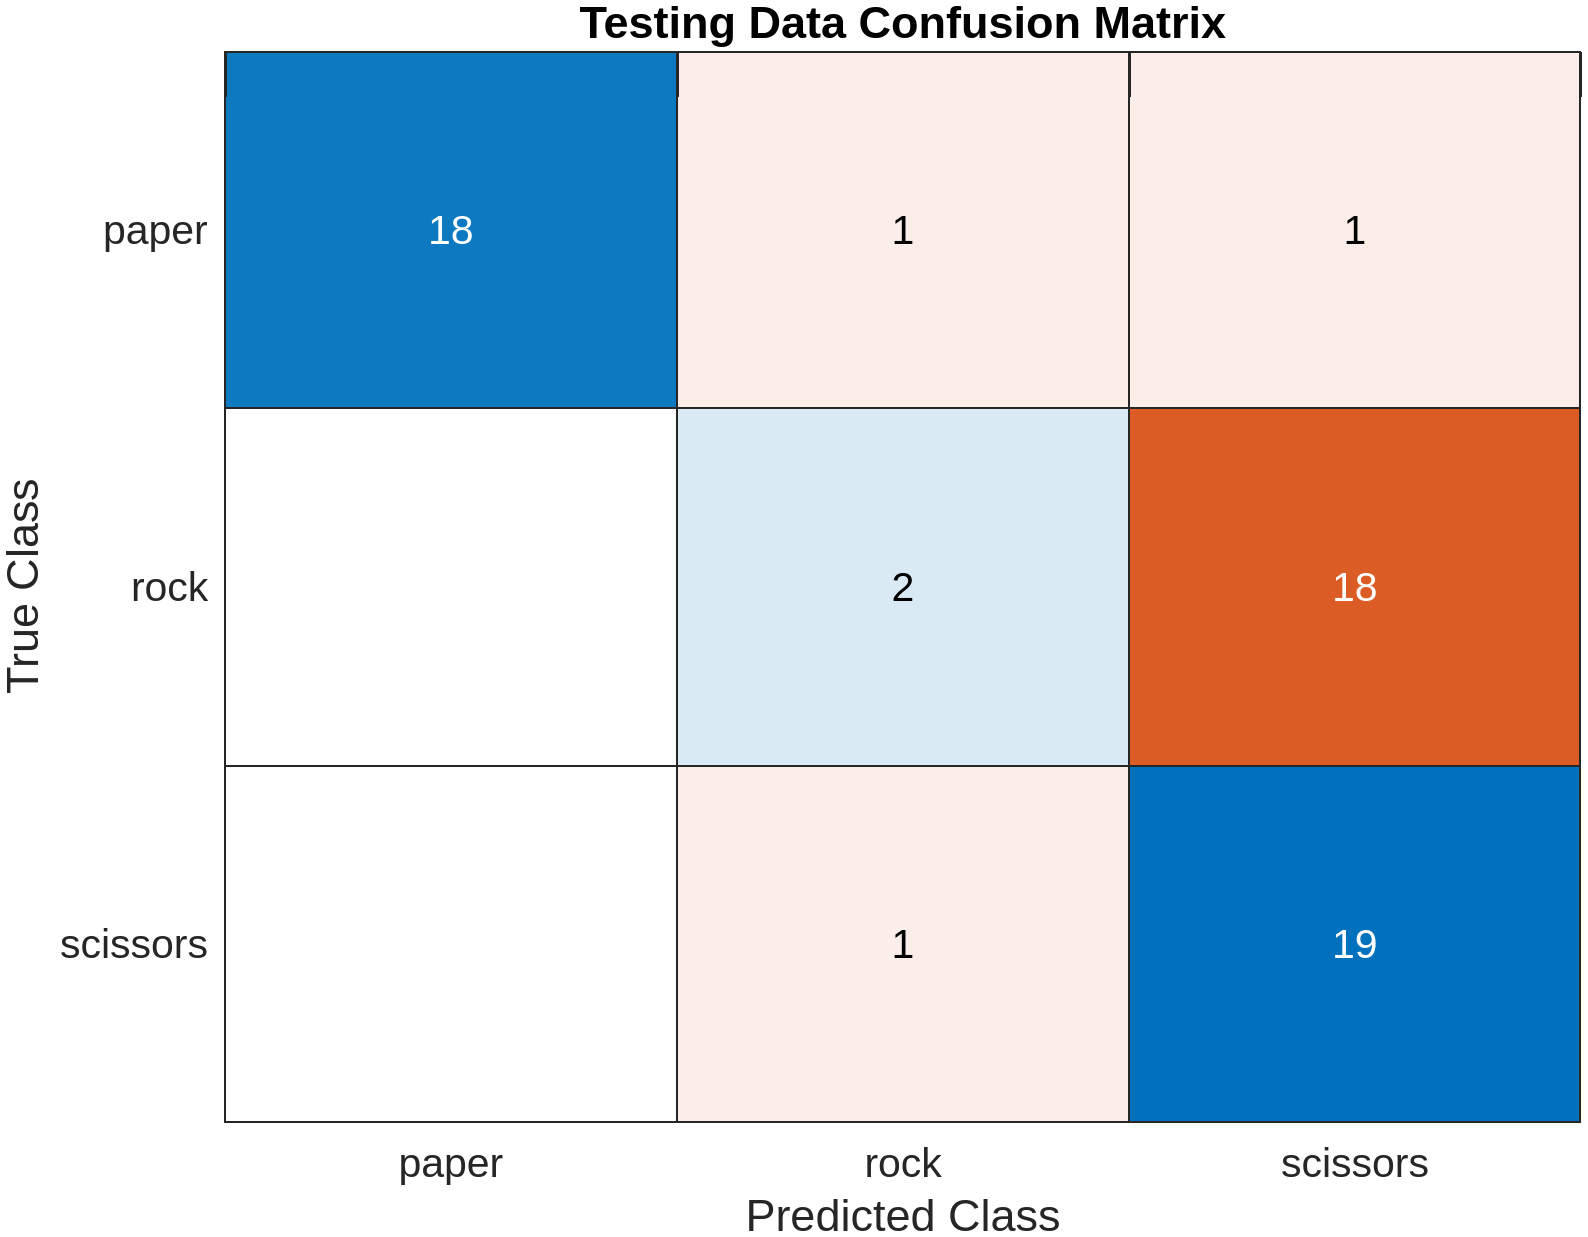 Testing Data Confusion Matrix
True Class
paper
18
1
1
rock
2
18
scissors
1
19
paper
rock
scissors
Predicted Class